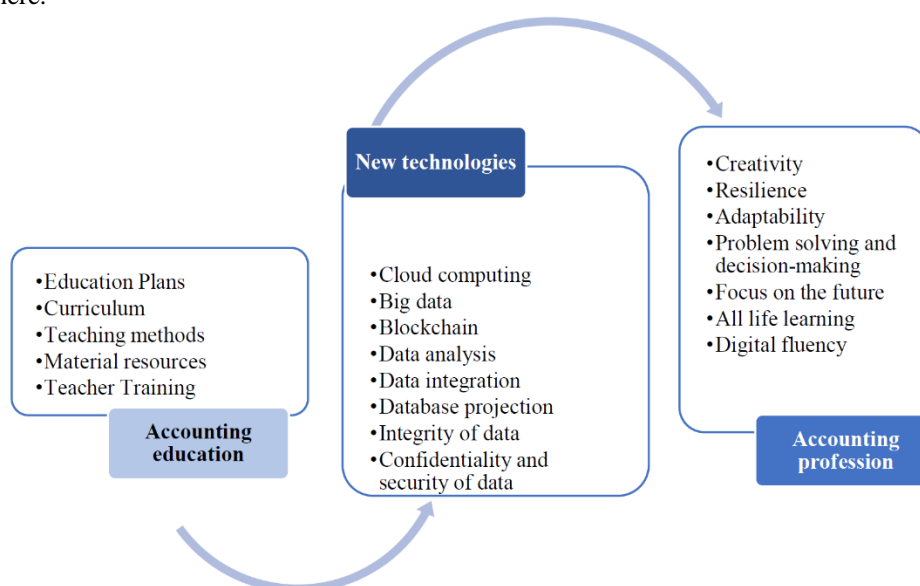 New technologies
•Creativity
•Resilience
•Adaptability
•Problem solving and
decision-making
•Focus on the future
•All life learning
•Digital fluency
•Education Plans
•Curriculum
•Teaching methods
•Material resources
•Teacher Training
•Cloud computing
•Big data
•Blockchain
•Data analysis
•Data integration
•Database projection
•Integrity of data
•Confidentiality and
security of data
Accounting
education
Accounting
profession